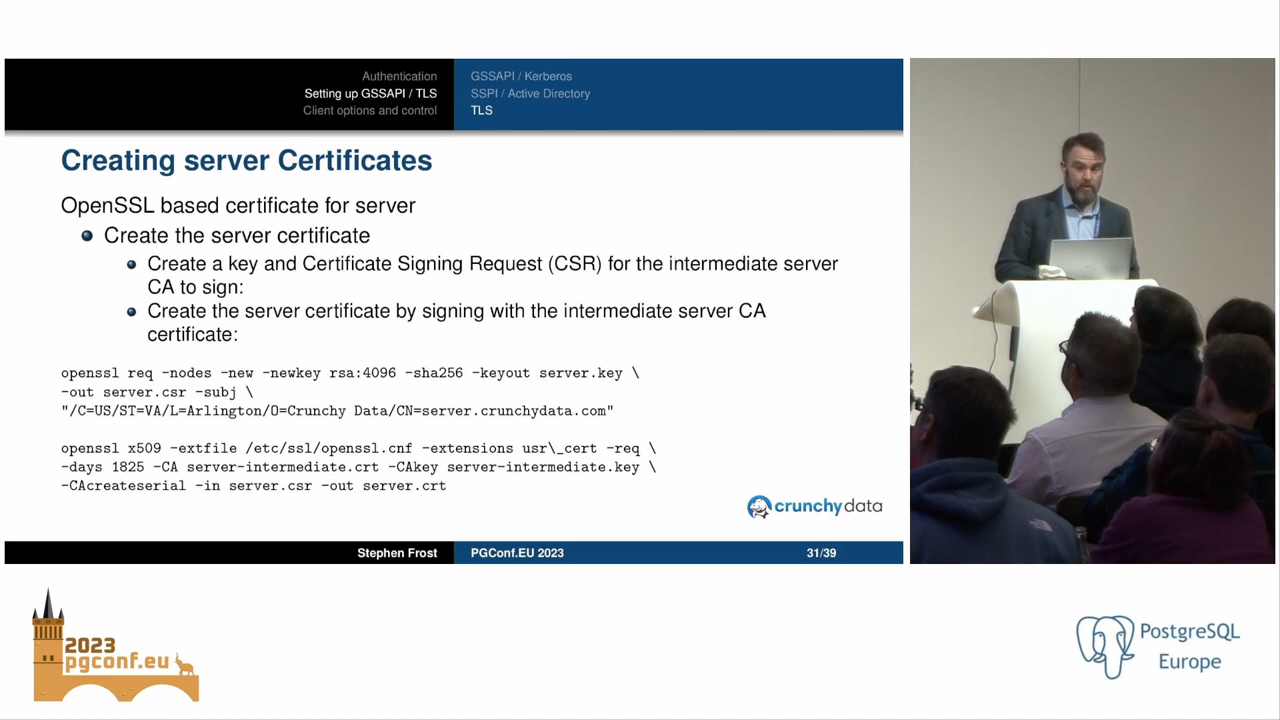 Authentication
Setting up GSSAPI / TLS
Client options and control
GSSAPI / Kerberos
SSPI / Active Directory
TLS
Creating server Certificates
OpenSSL based certificate for server
Create the server certificate
Create a key and Certificate Signing Request (CSR) for the intermediate server
CA to sign:
Create the server certificate by signing with the intermediate server CA
certificate:
openssl req -nodes -new -newkey rsa:4096 -sha256 -keyout server.key \
-out server.csr -subj \
"/C=US/ST=VA/L=Arlington/O=Crunchy Data/CN=server.crunchydata.com"
openssl x509 -extfile /etc/ssl/openssl.cnf -extensions usr\_cert -req \
-days 1825 -CA server-intermediate.crt -CAkey server-intermediate.key \
-CAcreateserial -in server.csr -out server.crt
crunchydata
Stephen Frost
PGConf.EU 2023
31/39
2023
pgconf.eu
PostgreSQL
Europe